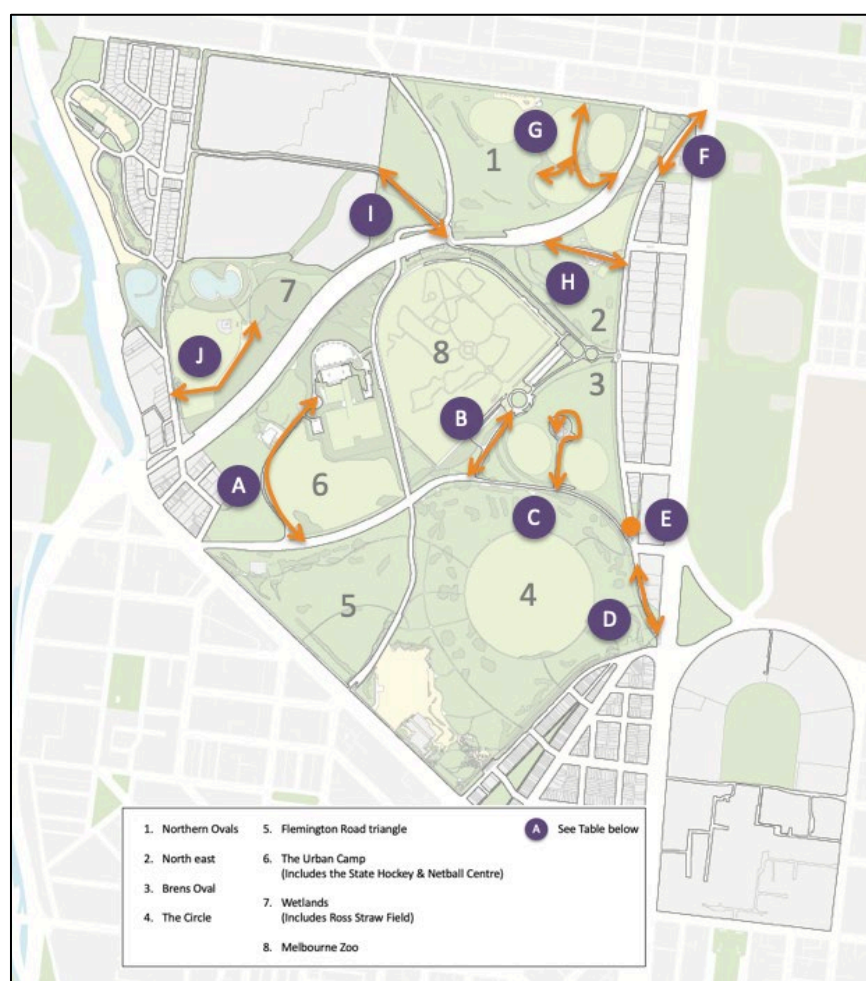 G
1
F
I
H
7
2
8
J
3
B
A
6
C
E
4
5
D
1. Northern Ovals
2. North east
3. Brens Oval
4. The Circle
5. Flemington Road triangle
6. The Urban Camp
(Includes the State Hockey & Netball Centre)
7. Wetlands
(Includes Ross Straw Field)
8. Melbourne Zoo
A See Table below